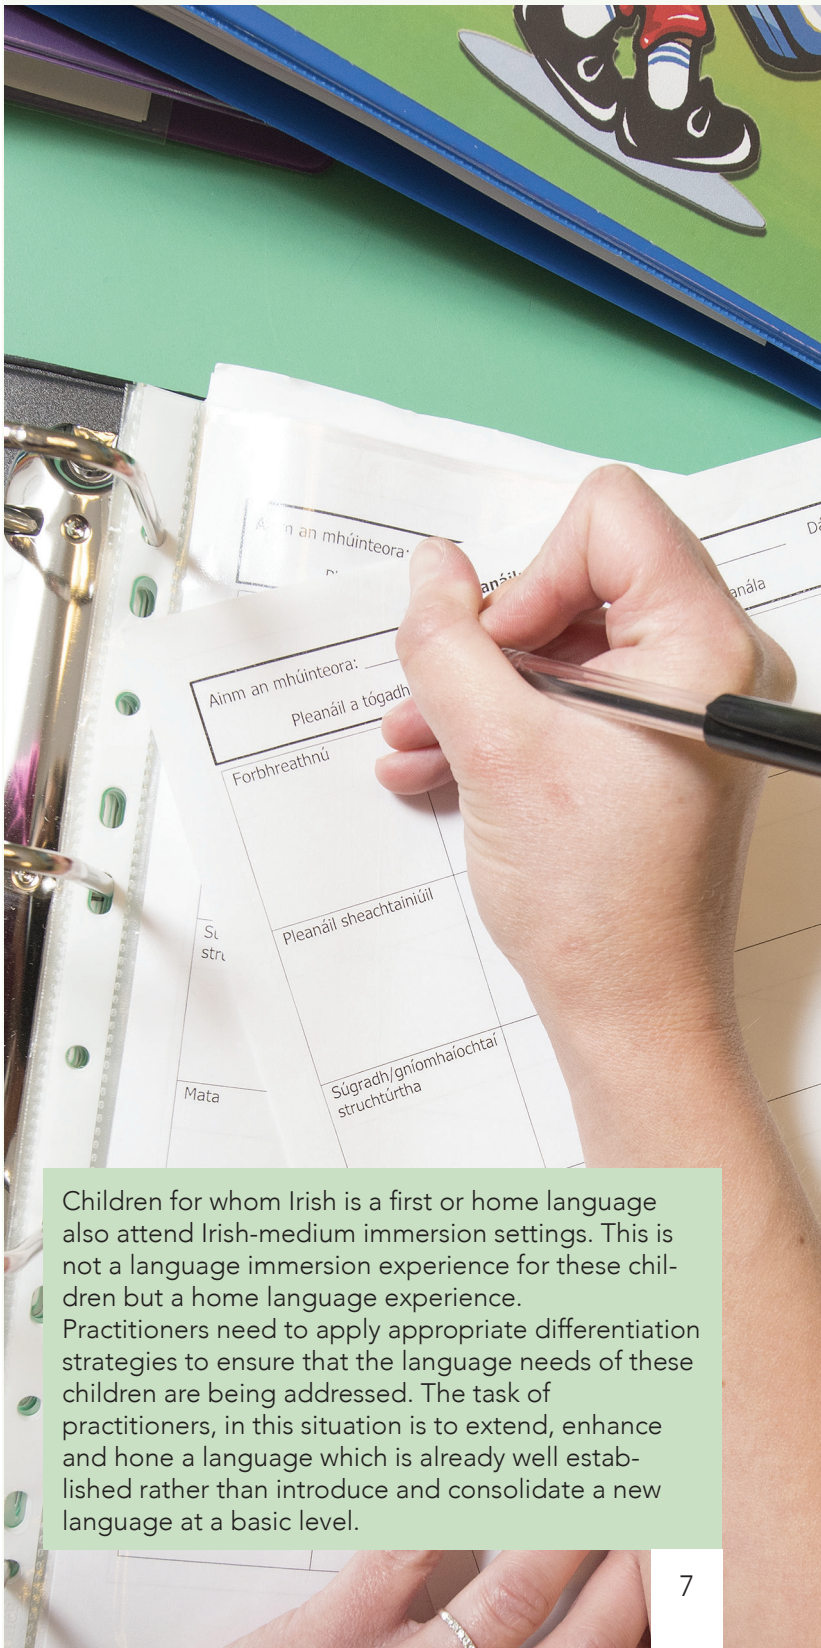 Ainm an mhúinteora:
Dá
Ainm an mhúinteora:
Pleanáil a tógadh
Forbhreathnú
Pleanáil sheachtainiúil
Súgradh/gníomhaíochtaí
struchtúrtha
Mata
Children for whom Irish is a first or home language
also attend Irish-medium immersion settings. This is
not a language immersion experience for these chil-
dren but a home language experience.
Practitioners need to apply appropriate differentiation
strategies to ensure that the language needs of these
children are being addressed. The task of
practitioners, in this situation is to extend, enhance
and hone a language which is already well estab-
lished rather than introduce and consolidate a new
language at a basic level.
7